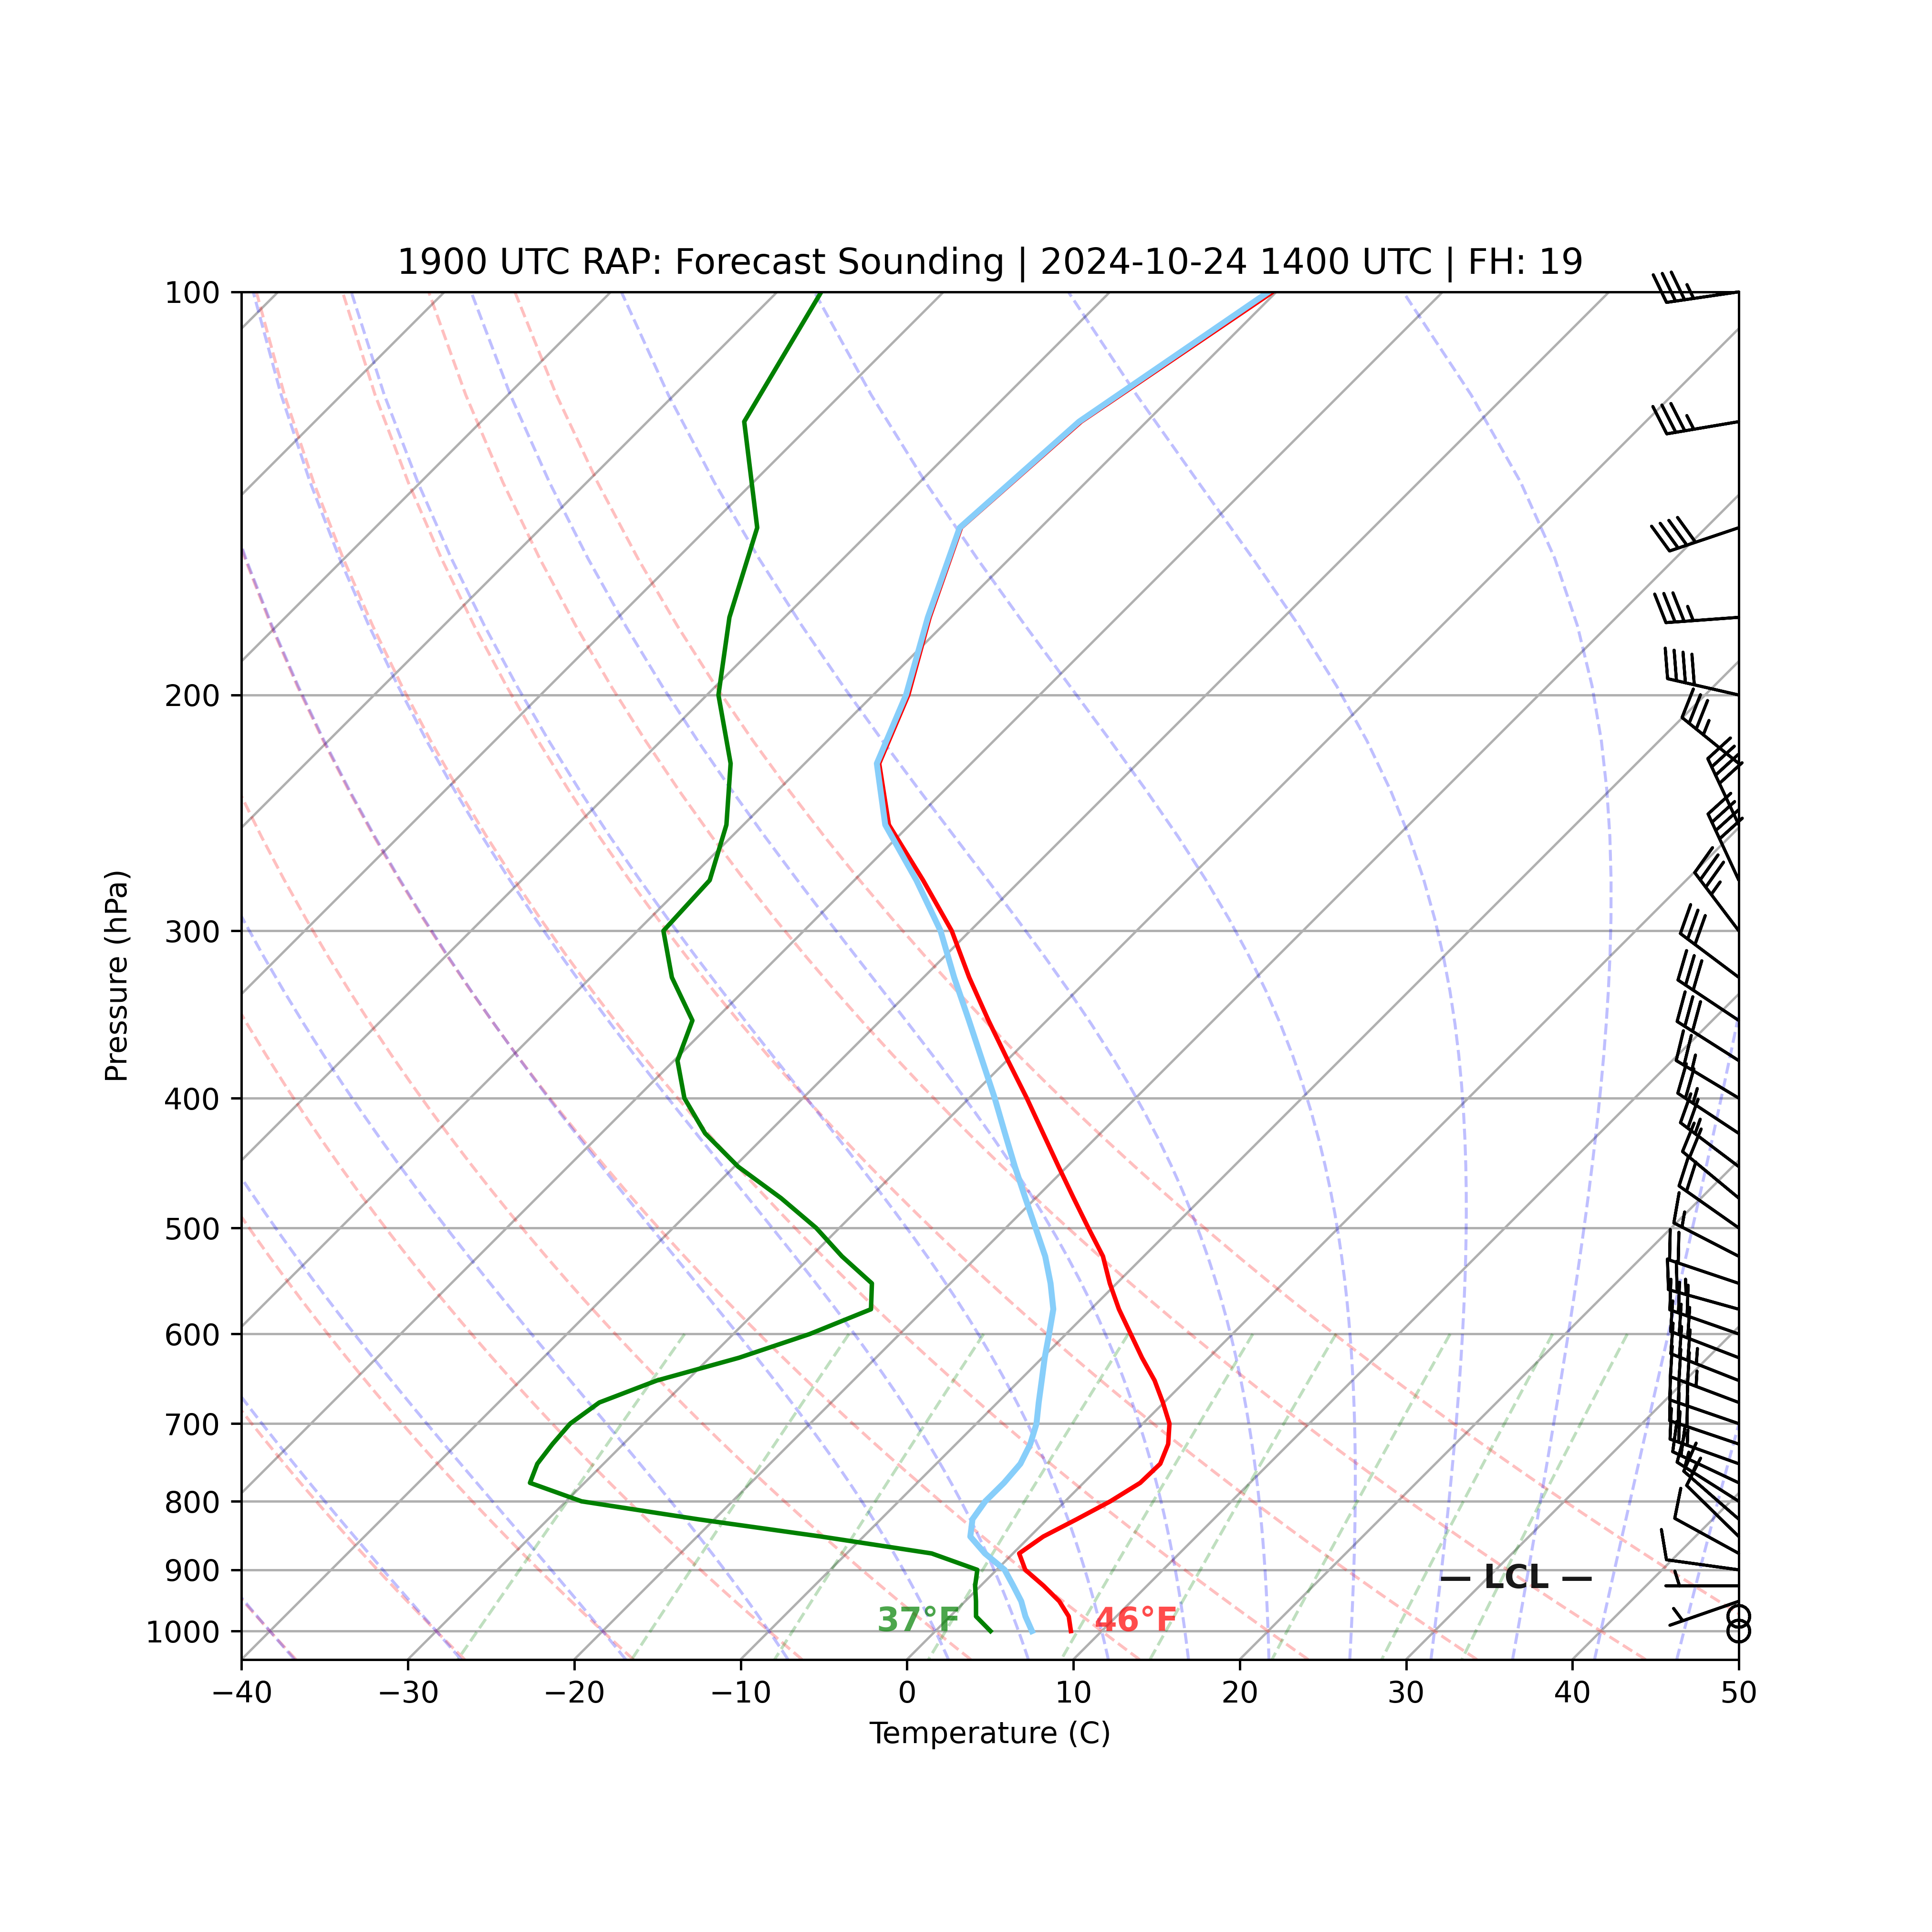 1900 UTC RAP: Forecast Sounding | 2024-10-24 1400 UTC | FH: 19
100
200
300
400
500
600
700
800
900
1000
Pressure (hPa)
— LCL —
37°F
46°F
−40 −30 −20 −10 0 10 20 30 40 50
Temperature (C)